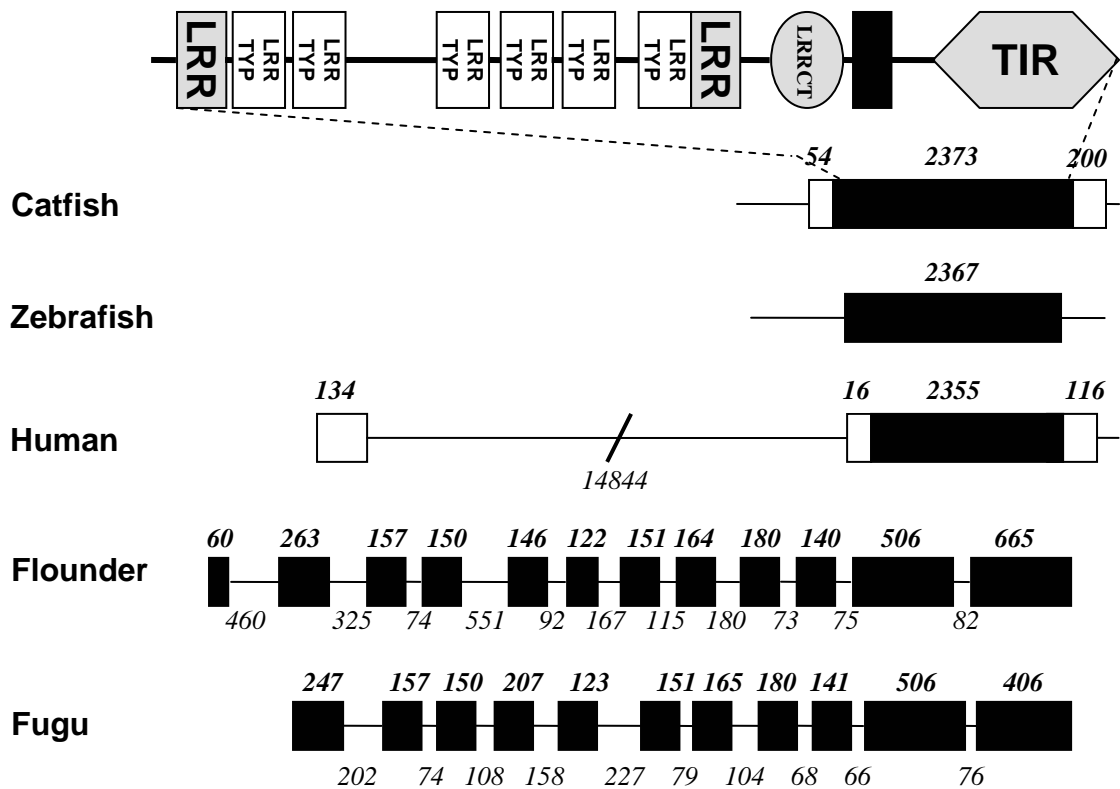 LRR LRR TYP LRR TYP LRR TYP LRR TYP LRR TYP LRR TYP LRR LRRCT TIR
54 2373 200
Catfish
2367
Zebrafish
134 16 2355 116
Human
14844
60 263 157 150 146 122 151 164 180 140 506 665
Flounder
460 325 74 551 92 167 115 180 73 75 82
247 157 150 207 123 151 165 180 141 506 406
Fugu
202 74 108 158 227 79 104 68 66 76